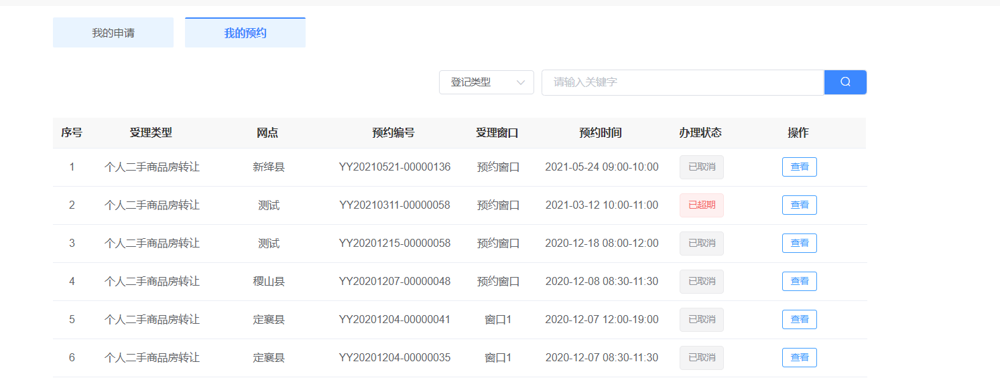 我的申请 我的预约
登记类型 请输入关键字
序号 受理类型 网点 预约编号 受理窗口 预约时间 办理状态 操作
1 个人二手商品房转让 新绛县 YY20210521-00000136 预约窗口 2021-05-24 09:00-10:00 已取消 查看
2 个人二手商品房转让 测试 YY20210311-00000058 预约窗口 2021-03-12 10:00-11:00 已超期 查看
3 个人二手商品房转让 测试 YY20201215-00000058 预约窗口 2020-12-18 08:00-12:00 已取消 查看
4 个人二手商品房转让 稷山县 YY20201207-00000048 预约窗口 2020-12-08 08:30-11:30 已取消 查看
5 个人二手商品房转让 定襄县 YY20201204-00000041 窗口1 2020-12-07 12:00-19:00 已取消 查看
6 个人二手商品房转让 定襄县 YY20201204-00000035 窗口1 2020-12-07 08:30-11:30 已取消 查看